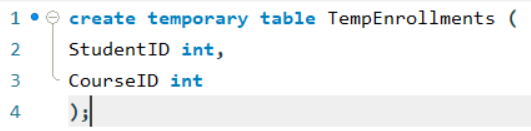 1 create temporary table TempEnrollments (
2 StudentID int,
3 CourseID int
4 );